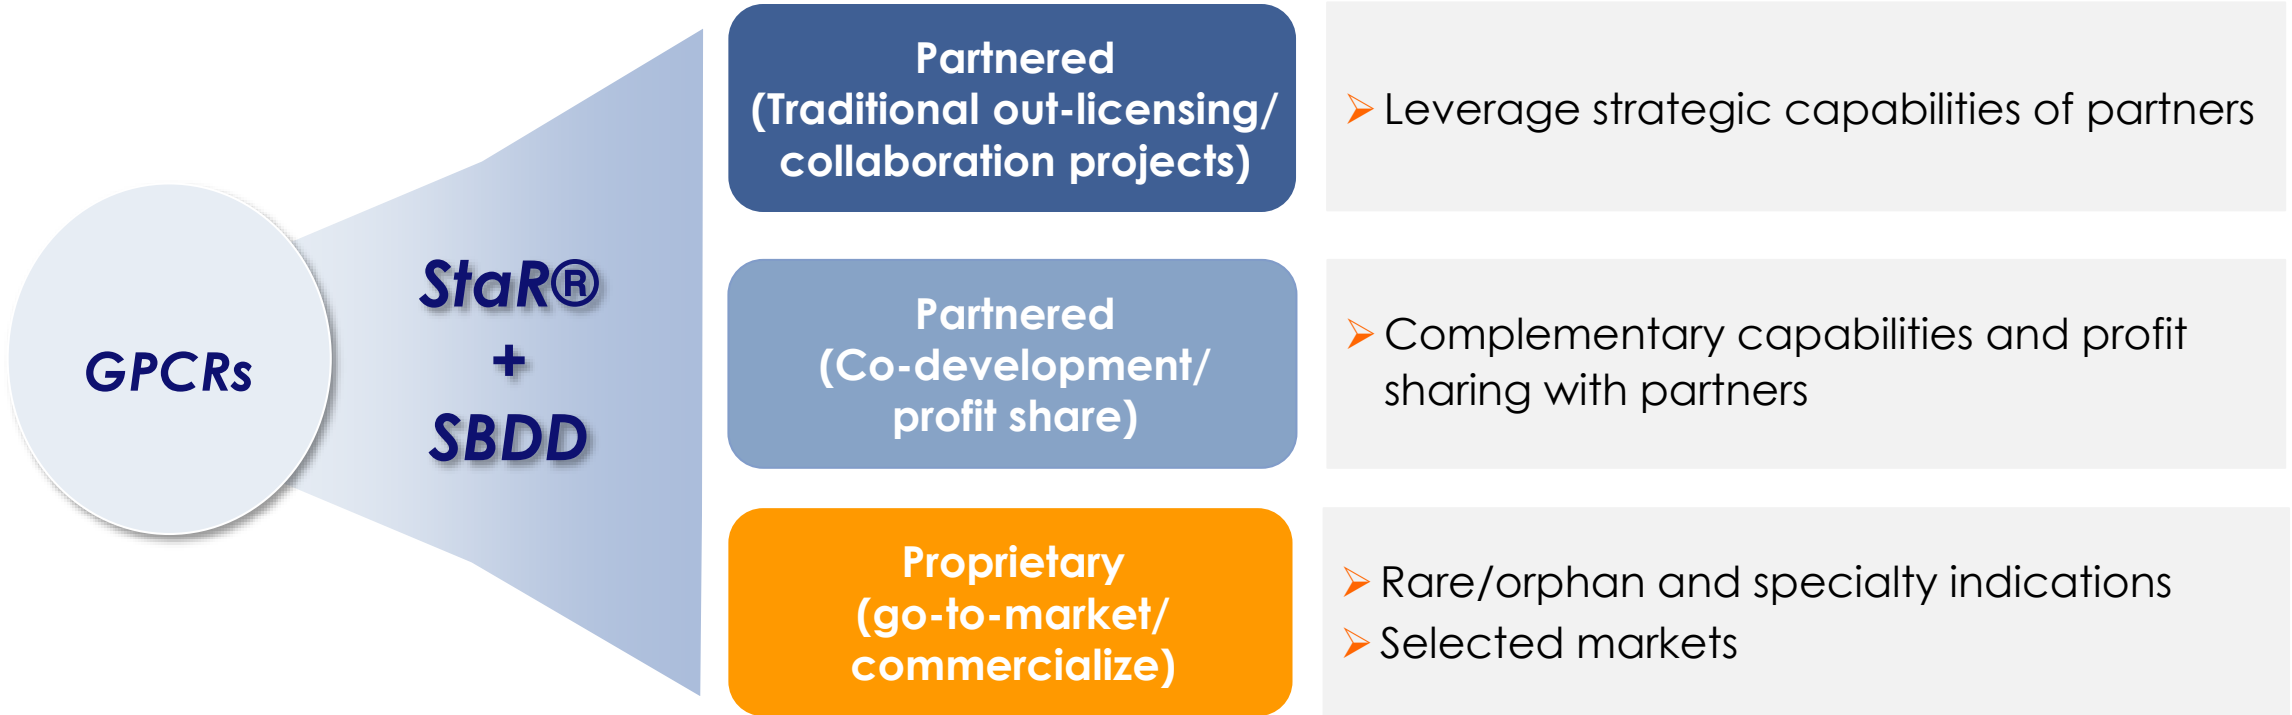 GPCRs
StaR®
+
SBDD
Partnered
(Traditional out-licensing/
collaboration projects)
➢ Leverage strategic capabilities of partners
Partnered
(Co-development/
profit share)
➢ Complementary capabilities and profit
sharing with partners
Proprietary
(go-to-market/
commercialize)
➢ Rare/orphan and specialty indications
➢ Selected markets